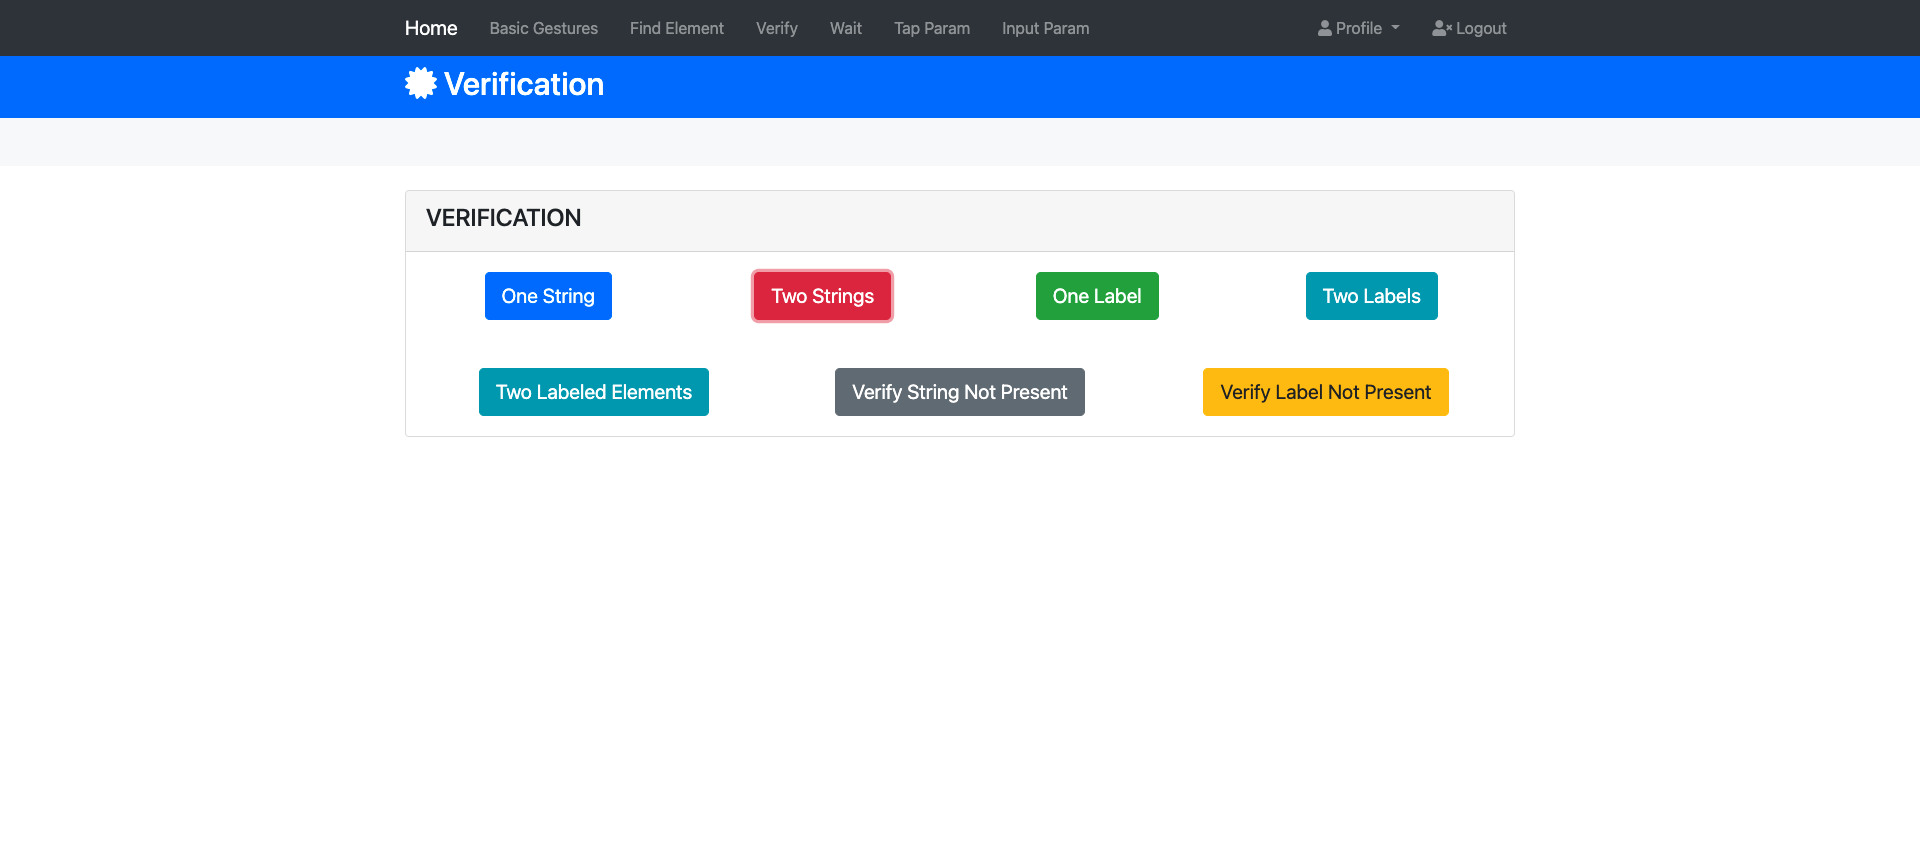 Home Basic Gestures Find Element Verify Wait Tap Param Input Param Profile Logout
Verification
VERIFICATION
One String Two Strings One Label Two Labels
Two Labeled Elements Verify String Not Present Verify Label Not Present